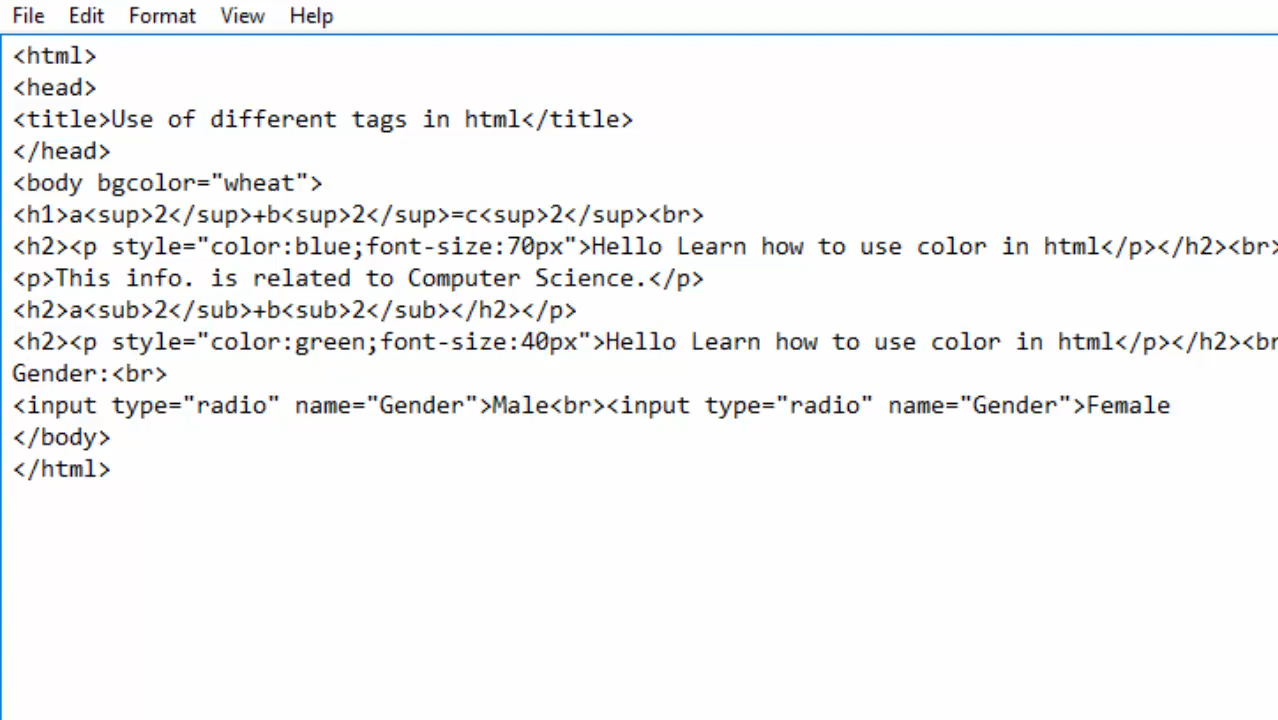 File Edit Format View Help
<html>
<head>
<title>Use of different tags in html</title>
</head>
<body bgcolor="wheat">
<h1>a<sup>2</sup>+b<sup>2</sup>=c<sup>2</sup><br>
<h2><p style="color:blue;font-size:70px">Hello Learn how to use color in html</p></h2><br>
<p>This info. is related to Computer Science.</p>
<h2>a<sub>2</sub>+b<sub>2</sub></h2></p>
<h2><p style="color:green;font-size:40px">Hello Learn how to use color in html</p></h2><br
Gender:<br>
<input type="radio" name="Gender">Male<br><input type="radio" name="Gender">Female
</body>
</html>